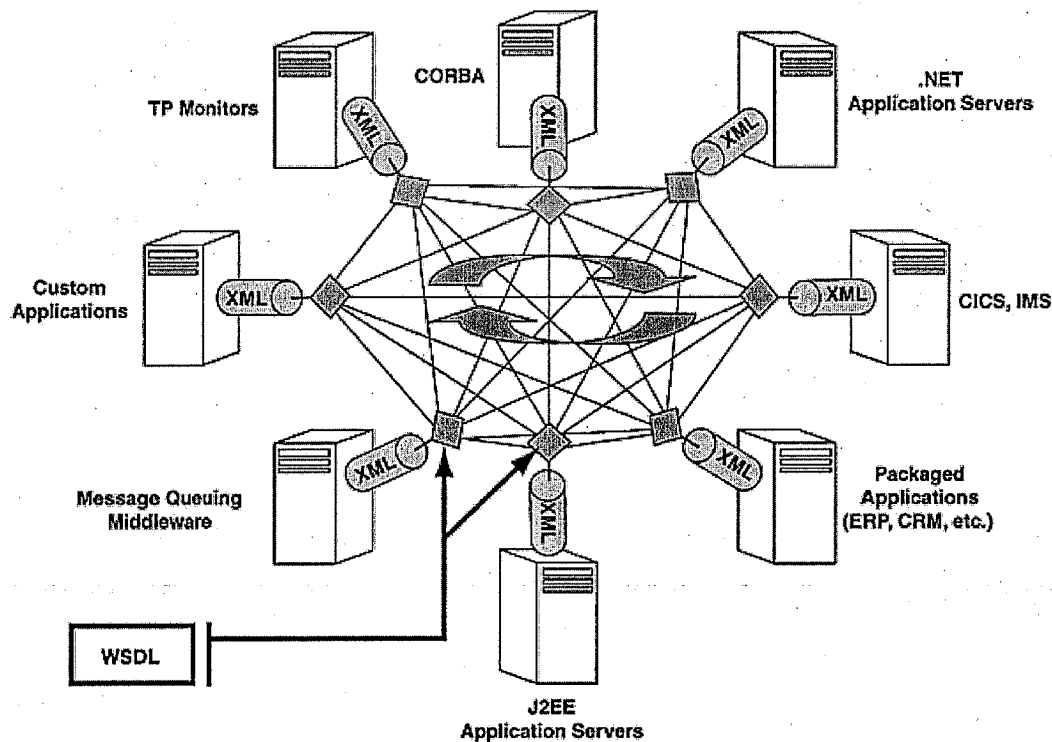 CORBA
.NET
Application Servers
TP Monitors
XML
XML
XML
Custom
Applications
XML
XML
CICS, IMS
Message Queuing
Middleware
XML
XML
XML
Packaged
Applications
(ERP, CRM, etc.)
WSDL
J2EE
Application Servers